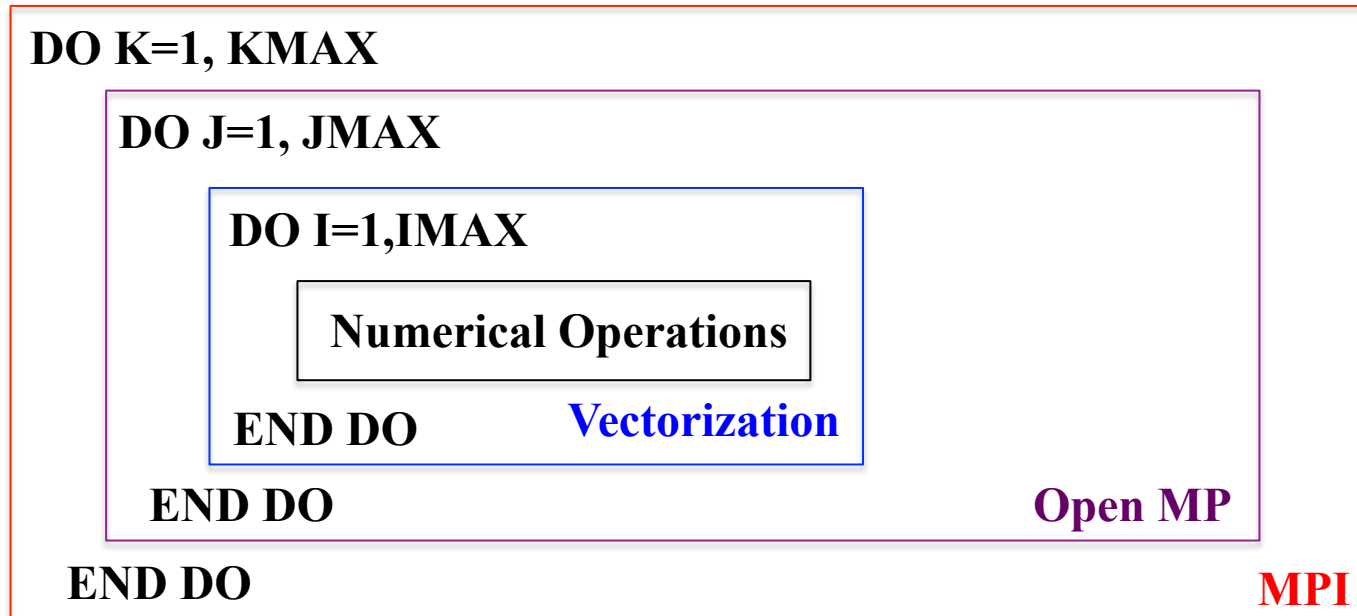 DO K=1, KMAX
DO J=1, JMAX
DO I=1,IMAX
Numerical Operations
END DO Vectorization
END DO Open MP
END DO MPI